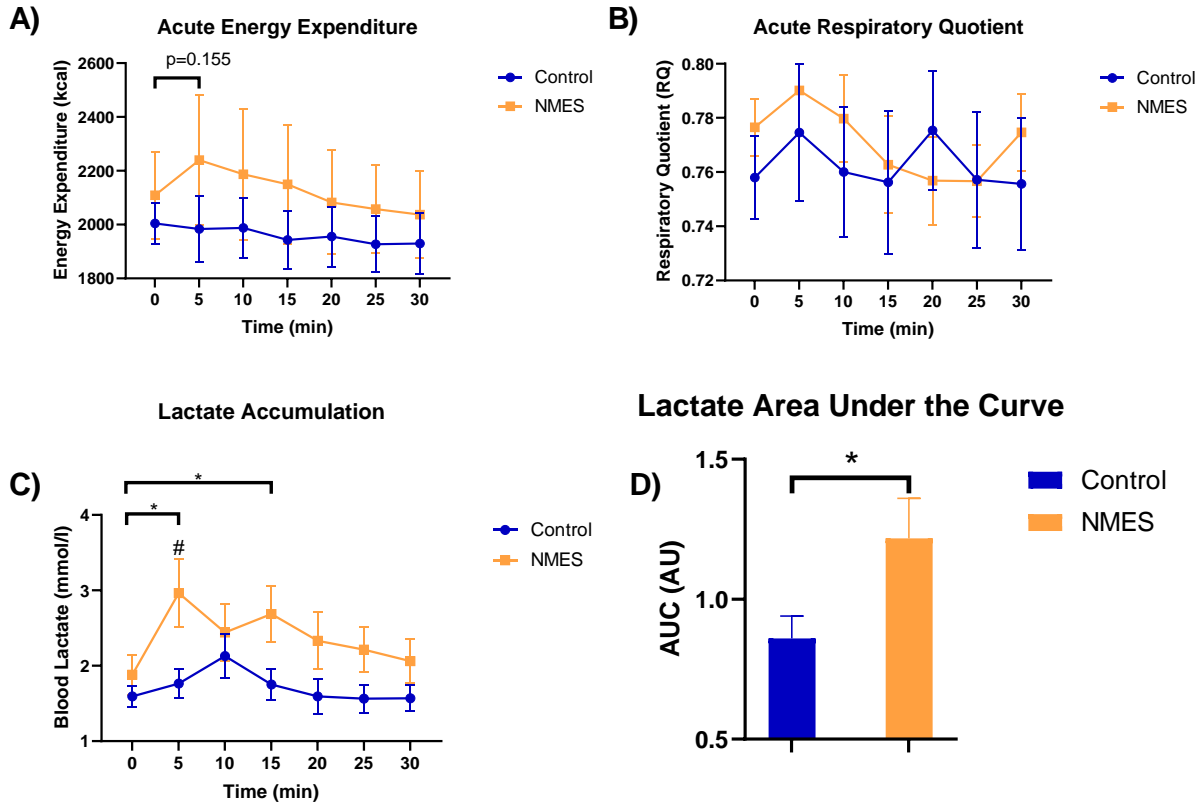 A)
Acute Energy Expenditure
p=0.155
2600
2400
2200
2000
1800
Energy Expenditure (kcal)
0 5 10 15 20 25 30
Time (min)
Control
NMES
B)
Acute Respiratory Quotient
0.80
0.78
0.76
0.74
0.72
Respiratory Quotient (RQ)
0 5 10 15 20 25 30
Time (min)
Control
NMES
C)
Lactate Accumulation
*
*
#
4
3
2
1
Blood Lactate (mmol/l)
0 5 10 15 20 25 30
Time (min)
Control
NMES
D)
Lactate Area Under the Curve
*
1.5
1.0
0.5
AUC (AU)
Control
NMES